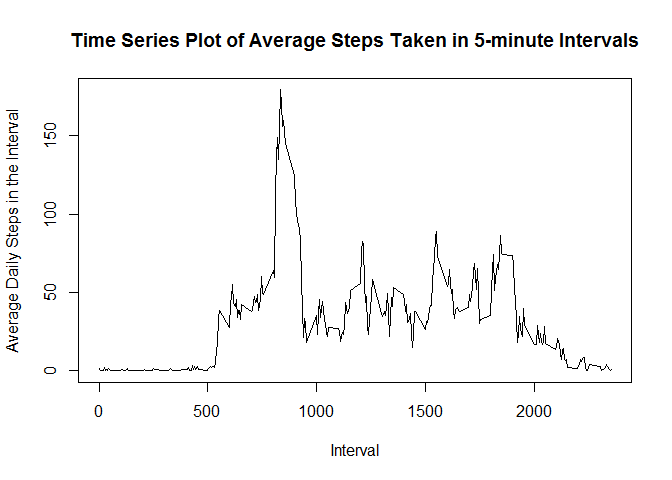 Time Series Plot of Average Steps Taken in 5-minute Intervals
Average Daily Steps in the Interval
150
100
50
0
0 500 1000 1500 2000
Interval